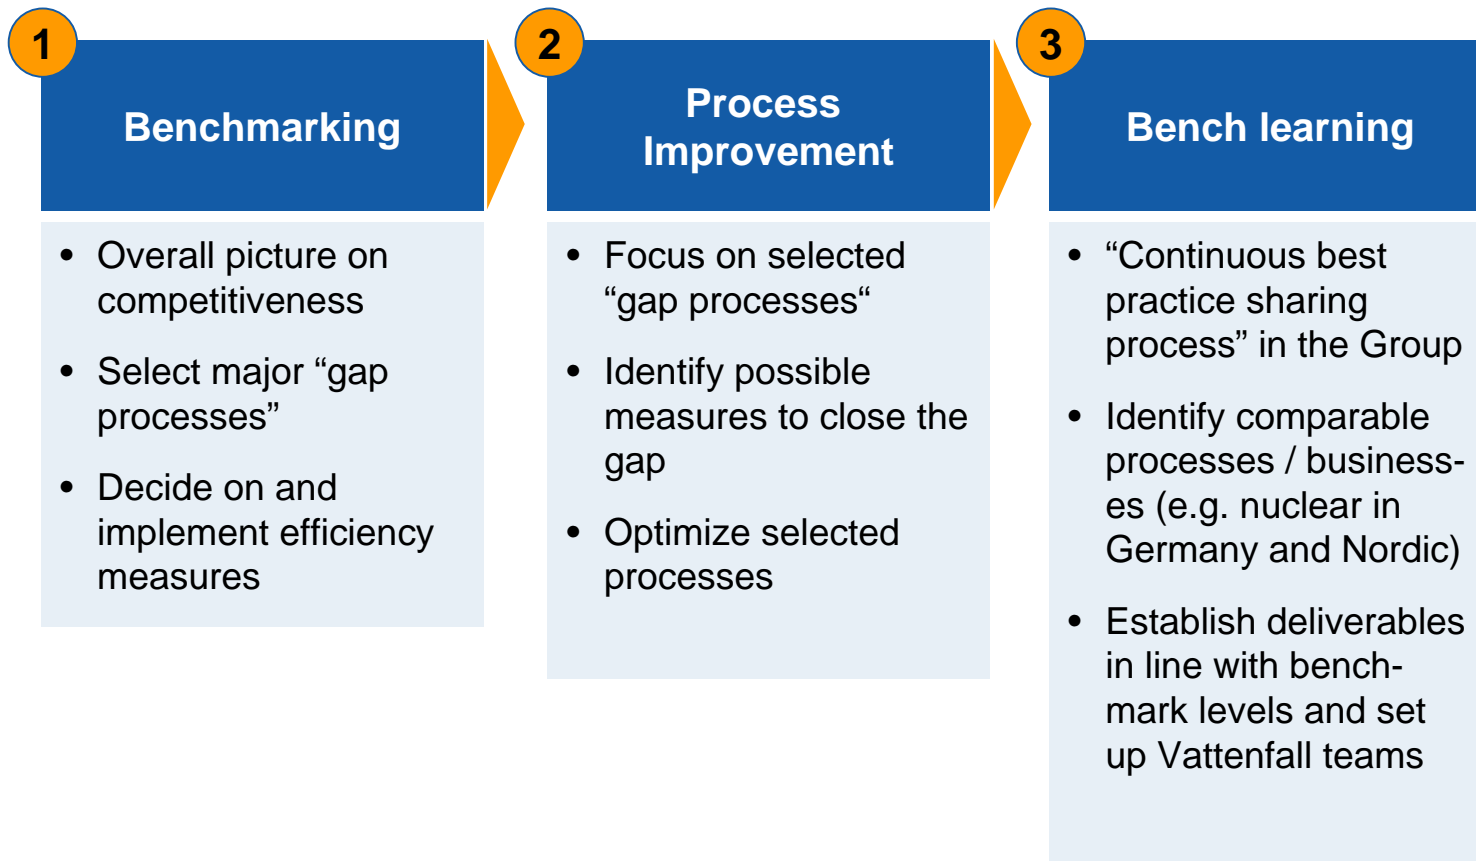 1
Benchmarking
• Overall picture on
competitiveness
• Select major “gap
processes”
• Decide on and
implement efficiency
measures
2
Process
Improvement
• Focus on selected
“gap processes“
• Identify possible
measures to close the
gap
• Optimize selected
processes
3
Bench learning
• “Continuous best
practice sharing
process” in the Group
• Identify comparable
processes / business-
es (e.g. nuclear in
Germany and Nordic)
• Establish deliverables
in line with bench-
mark levels and set
up Vattenfall teams